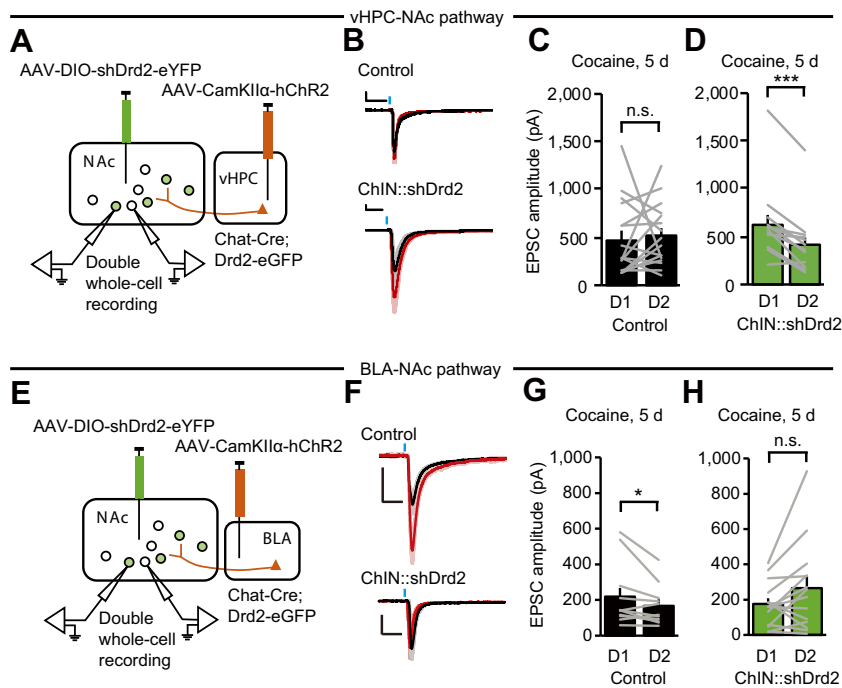 vHPC-NAc pathway
A
AAV-DIO-shDrd2-eYFP
AAV-CamKIIα-hChR2
NAc
vHPC
Chat-Cre;
Drd2-eGFP
Double
whole-cell
recording
B
Control
ChIN::shDrd2
C
Cocaine, 5 d
n.s.
EPSC amplitude (pA)
2,000
1,500
1,000
500
0
D1 D2
Control
D
Cocaine, 5 d
***
2,000
1,500
1,000
500
0
D1 D2
ChIN::shDrd2
BLA-NAc pathway
E
AAV-DIO-shDrd2-eYFP
AAV-CamKIIα-hChR2
NAc
BLA
Chat-Cre;
Drd2-eGFP
Double
whole-cell
recording
F
Control
ChIN::shDrd2
G
Cocaine, 5 d
*
EPSC amplitude (pA)
1,000
800
600
400
200
0
D1 D2
Control
H
Cocaine, 5 d
n.s.
1,000
800
600
400
200
0
D1 D2
ChIN::shDrd2